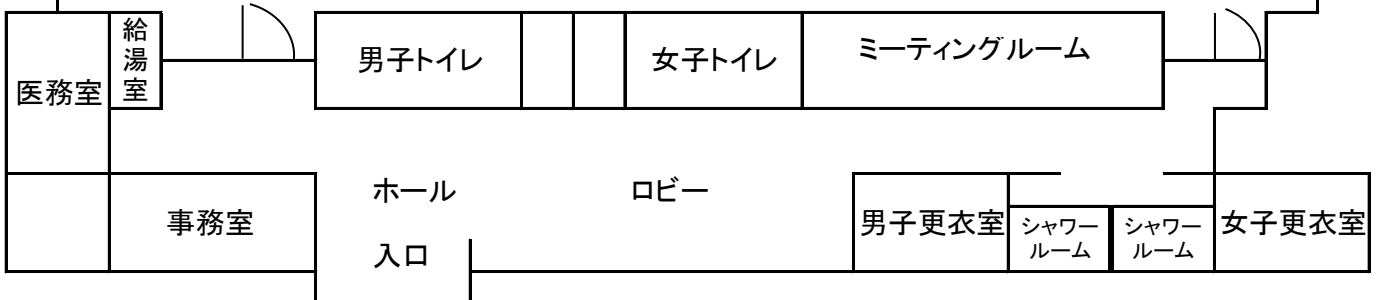 給湯室
男子トイレ
女子トイレ
ミーティングルーム
医務室
ホール
ロビー
事務室
入口
男子更衣室
シャワー
ルーム
シャワー
ルーム
女子更衣室